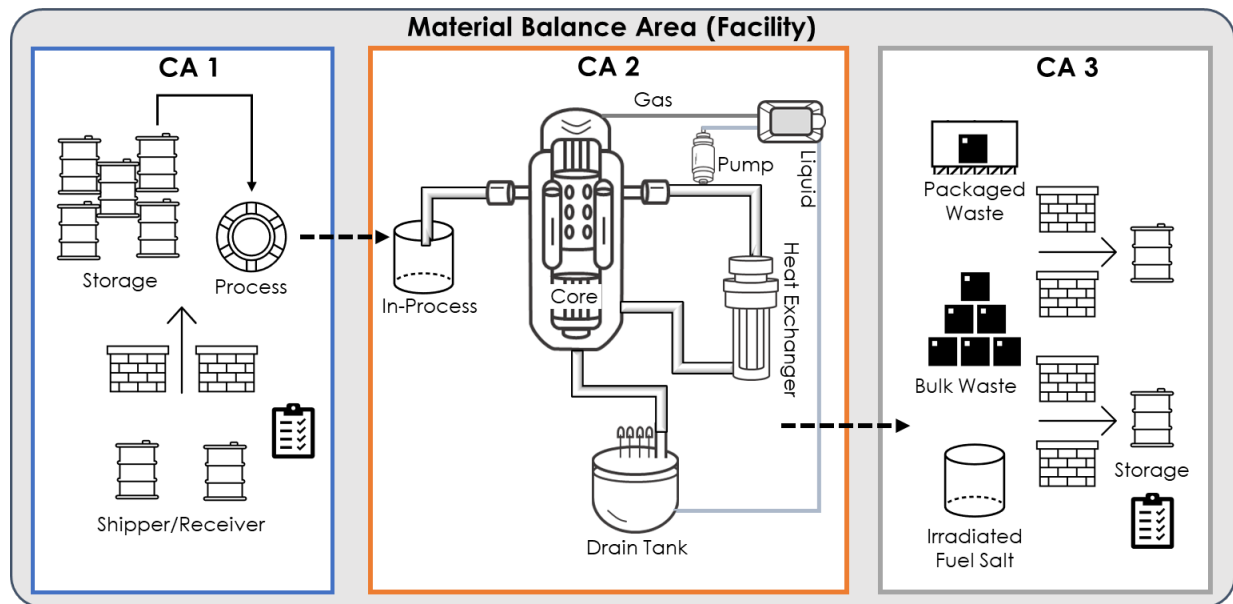 Material Balance Area (Facility)
CA 1
Storage
Process
Shipper/Receiver
CA 2
Gas
Pump
Liquid
In-Process
Core
Heat Exchanger
Drain Tank
CA 3
Packaged
Waste
Bulk Waste
Storage
Irradiated
Fuel Salt